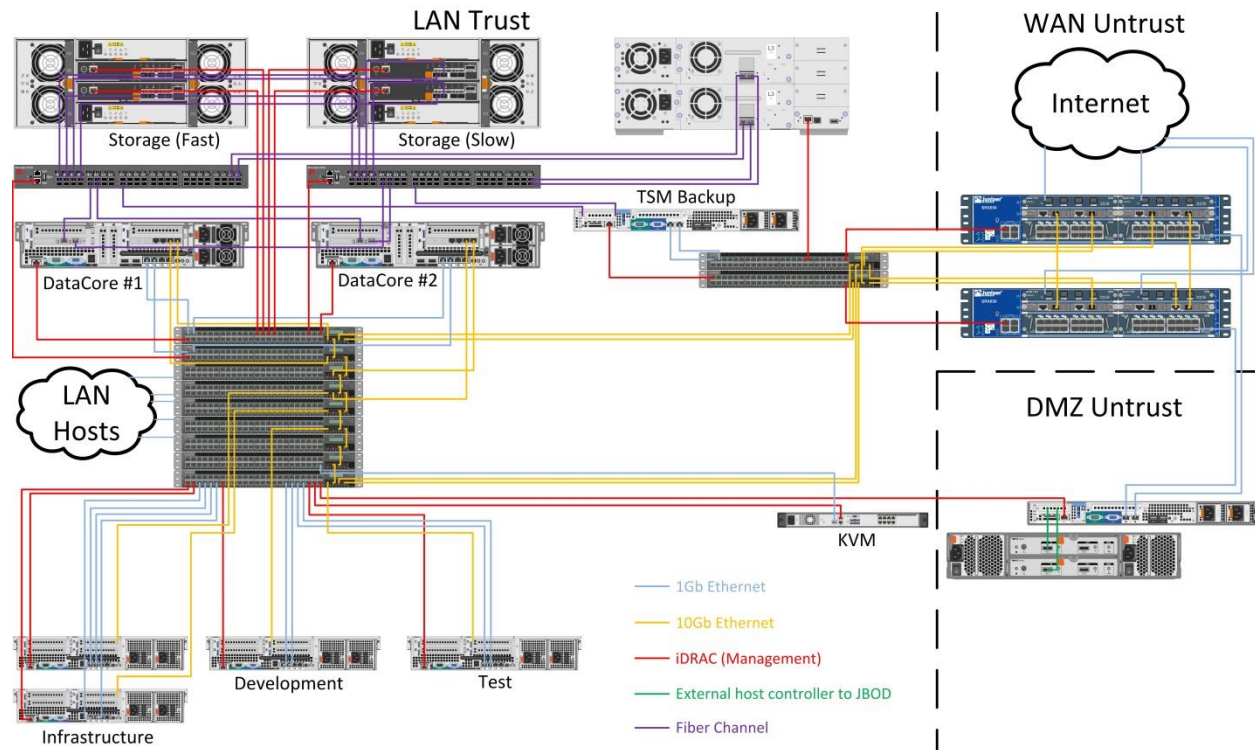 LAN Trust
WAN Untrust
Internet
Storage (Fast)
Storage (Slow)
TSM Backup
DataCore #1
DataCore #2
LAN
Hosts
DMZ Untrust
KVM
1Gb Ethernet
10Gb Ethernet
iDRAC (Management)
External host controller to JBOD
Fiber Channel
Development
Test
Infrastructure